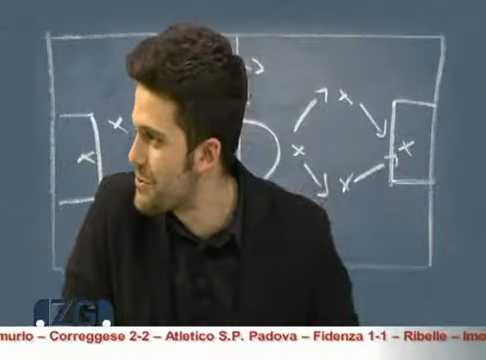 ZG
murlo – Correggese 2-2 – Atletico S.P. Padova – Fidenza 1-1 – Ribelle – Imo